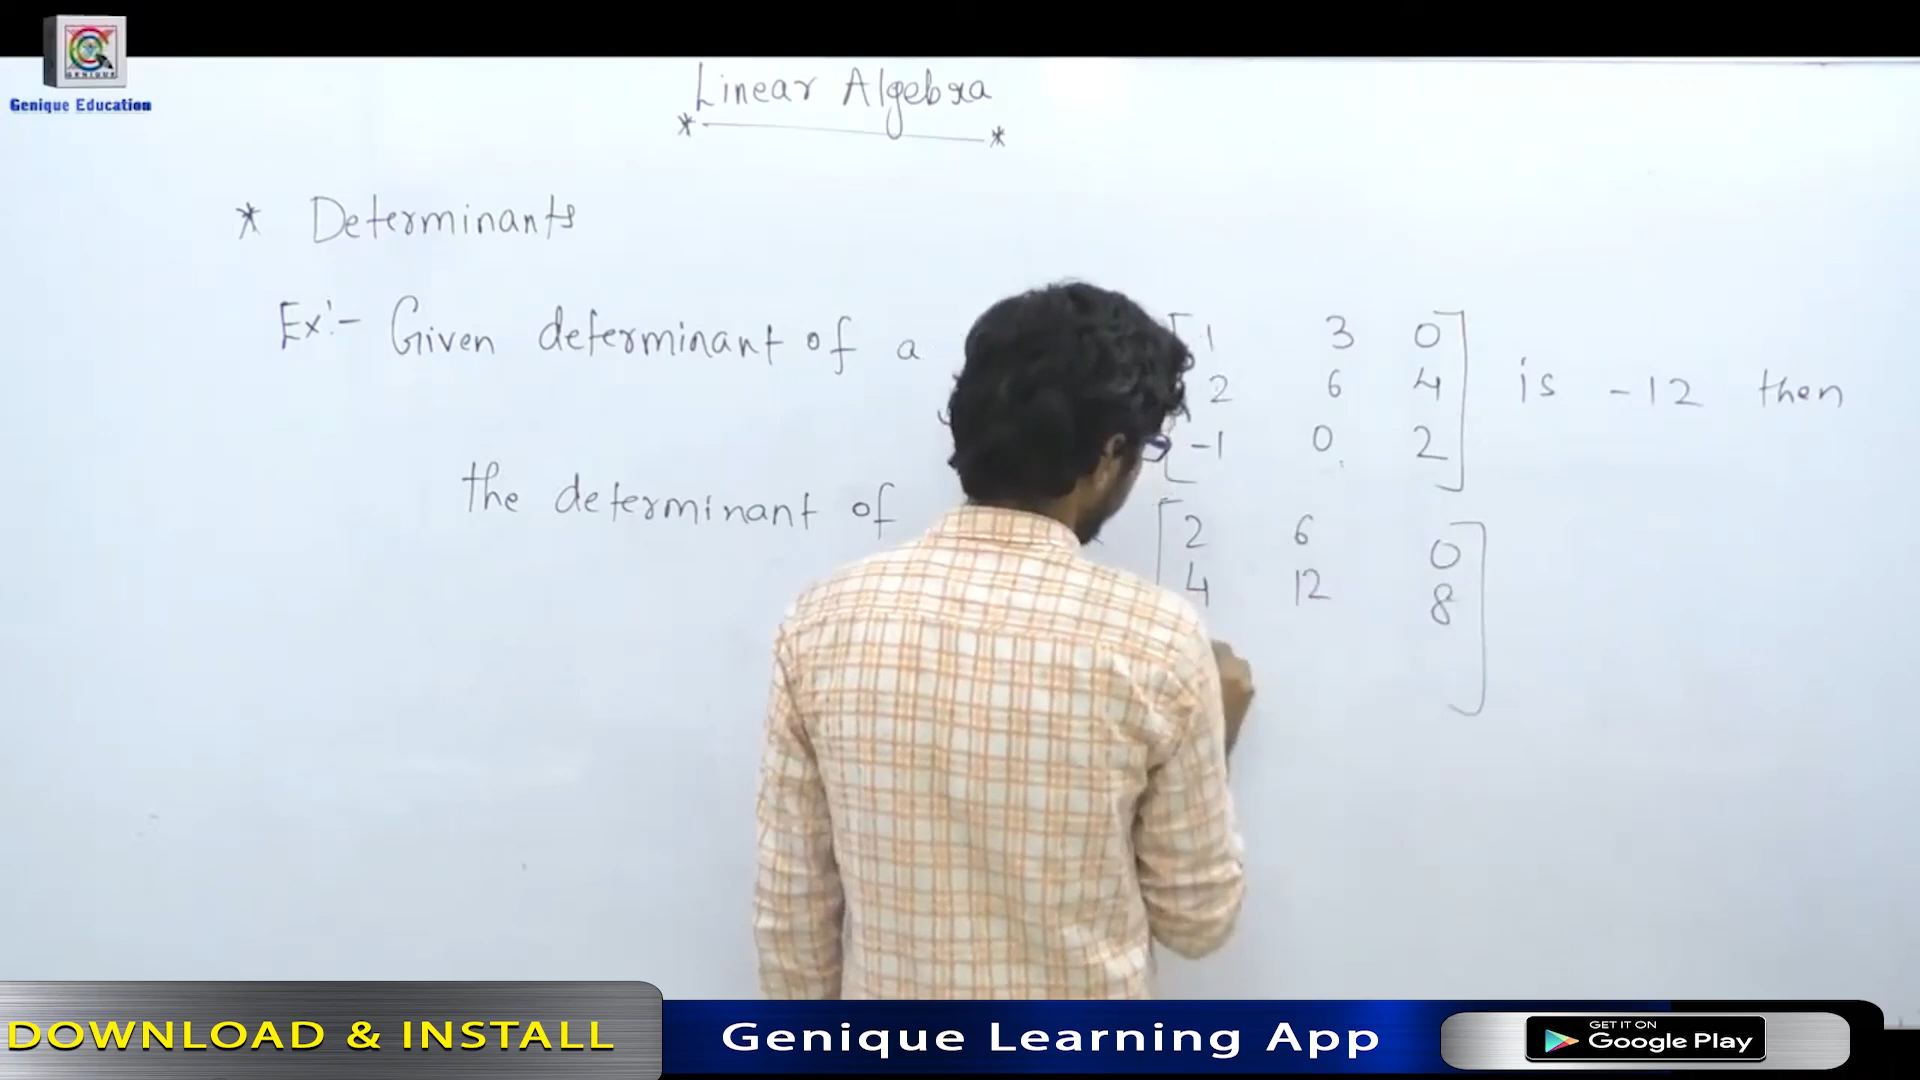 GENIQUE
Genique Education
Linear Algebra
* *
* Determinants
Ex:- Given determinant of a
1 3 0
2 6 4
-1 0 2
is -12 then
the determinant of
2 6 0
4 12 8
DOWNLOAD & INSTALL
Genique Learning App
GET IT ON
Google Play